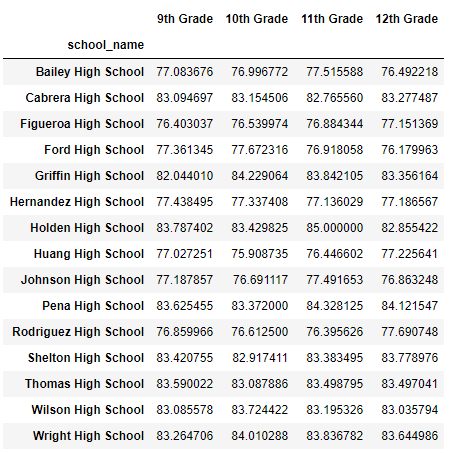 9th Grade 10th Grade 11th Grade 12th Grade
school_name
Bailey High School 77.083676 76.996772 77.515588 76.492218
Cabrera High School 83.094697 83.154506 82.765560 83.277487
Figueroa High School 76.403037 76.539974 76.884344 77.151369
Ford High School 77.361345 77.672316 76.918058 76.179963
Griffin High School 82.044010 84.229064 83.842105 83.356164
Hernandez High School 77.438495 77.337408 77.136029 77.186567
Holden High School 83.787402 83.429825 85.000000 82.855422
Huang High School 77.027251 75.908735 76.446602 77.225641
Johnson High School 77.187857 76.691117 77.491653 76.863248
Pena High School 83.625455 83.372000 84.328125 84.121547
Rodriguez High School 76.859966 76.612500 76.395626 77.690748
Shelton High School 83.420755 82.917411 83.383495 83.778976
Thomas High School 83.590022 83.087886 83.498795 83.497041
Wilson High School 83.085578 83.724422 83.195326 83.035794
Wright High School 83.264706 84.010288 83.836782 83.644986